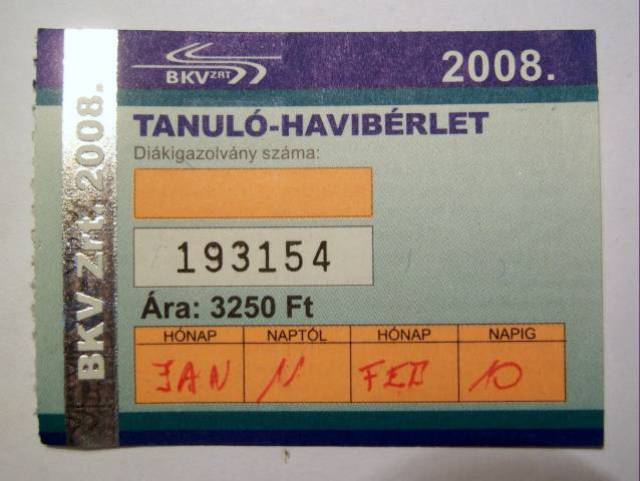 BKV ZRT 2008.
TANULÓ-HAVIBÉRLET
Diákigazolvány száma:
193154
Ára: 3250 Ft
HÓNAP NAPTÓL HÓNAP NAPIG
JAN 11 FEB 10
BKV Zrt. 2008.